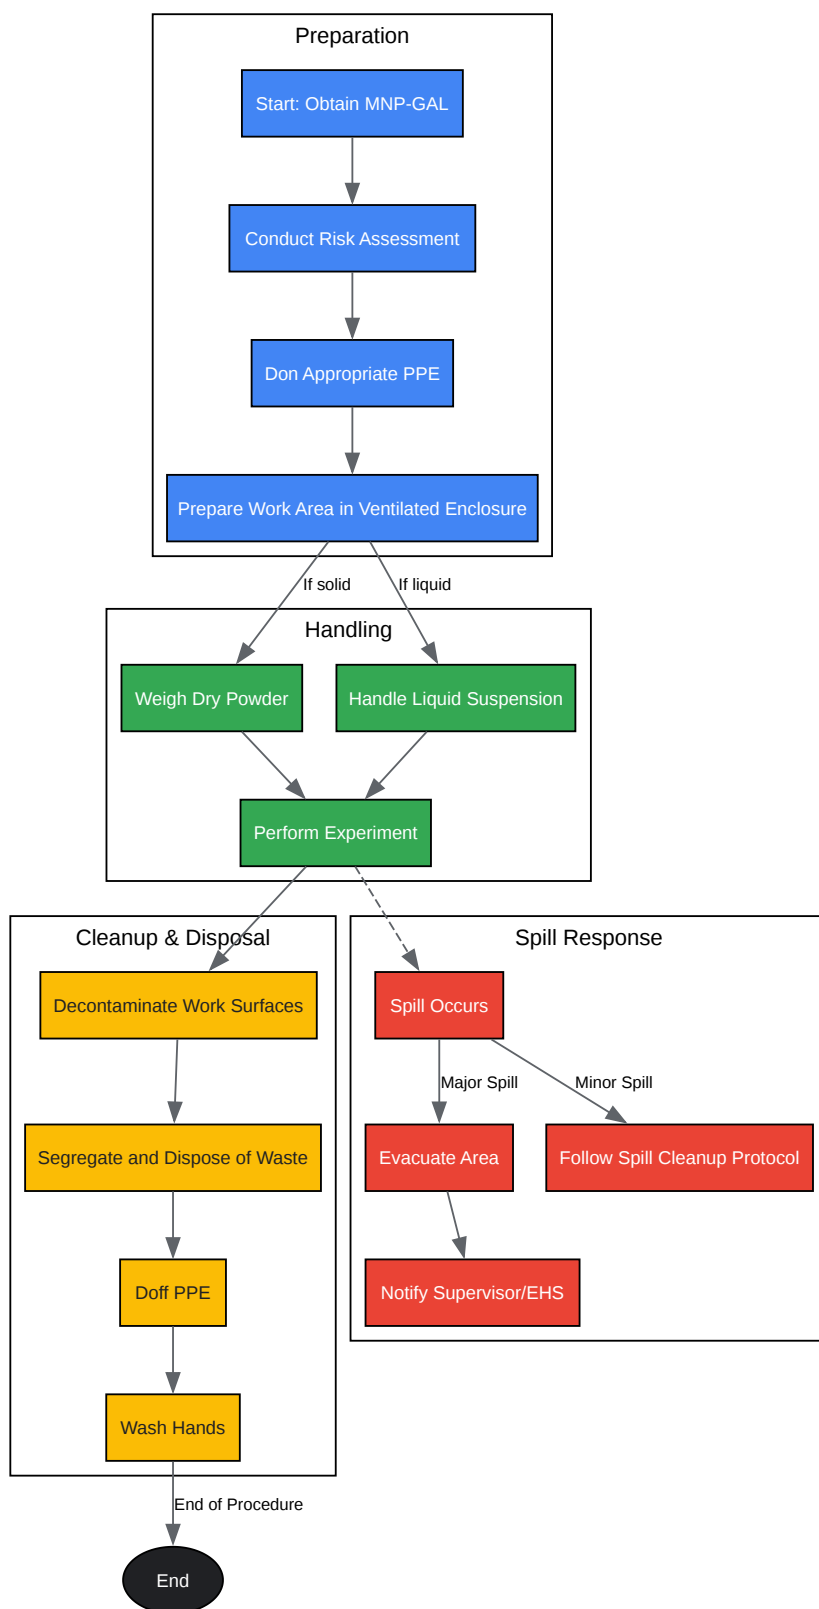 Preparation
Start: Obtain MNP-GAL
Conduct Risk Assessment
Don Appropriate PPE
Prepare Work Area in Ventilated Enclosure
If solid
If liquid
Handling
Weigh Dry Powder
Handle Liquid Suspension
Perform Experiment
Cleanup & Disposal
Decontaminate Work Surfaces
Segregate and Dispose of Waste
Doff PPE
Wash Hands
End of Procedure
End
Spill Response
Spill Occurs
Major Spill
Minor Spill
Evacuate Area
Follow Spill Cleanup Protocol
Notify Supervisor/EHS